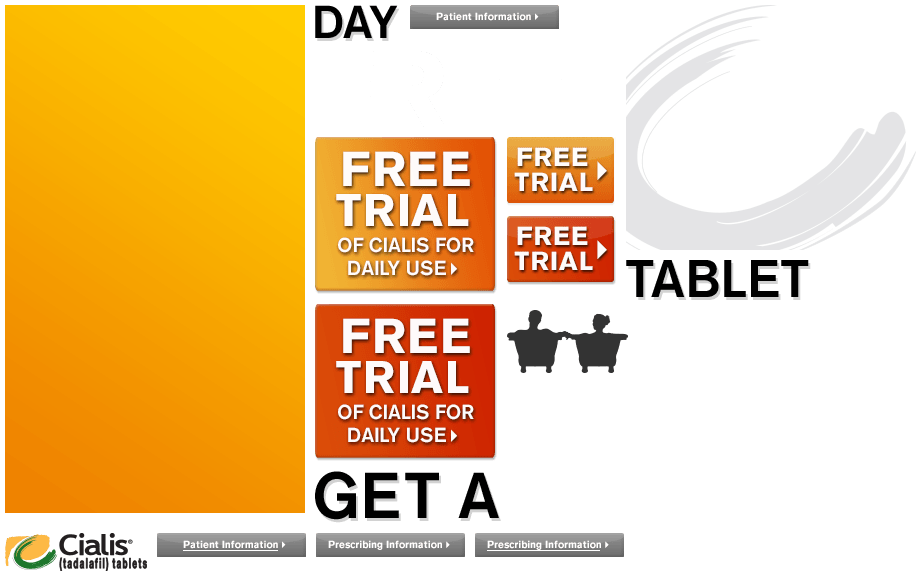 DAY
Patient Information
FREE
TRIAL
OF CIALIS FOR
DAILY USE
FREE
TRIAL
FREE
TRIAL
TABLET
FREE
TRIAL
OF CIALIS FOR
DAILY USE
GET A
Cialis®
(tadalafil) tablets
Patient Information
Prescribing Information
Prescribing Information